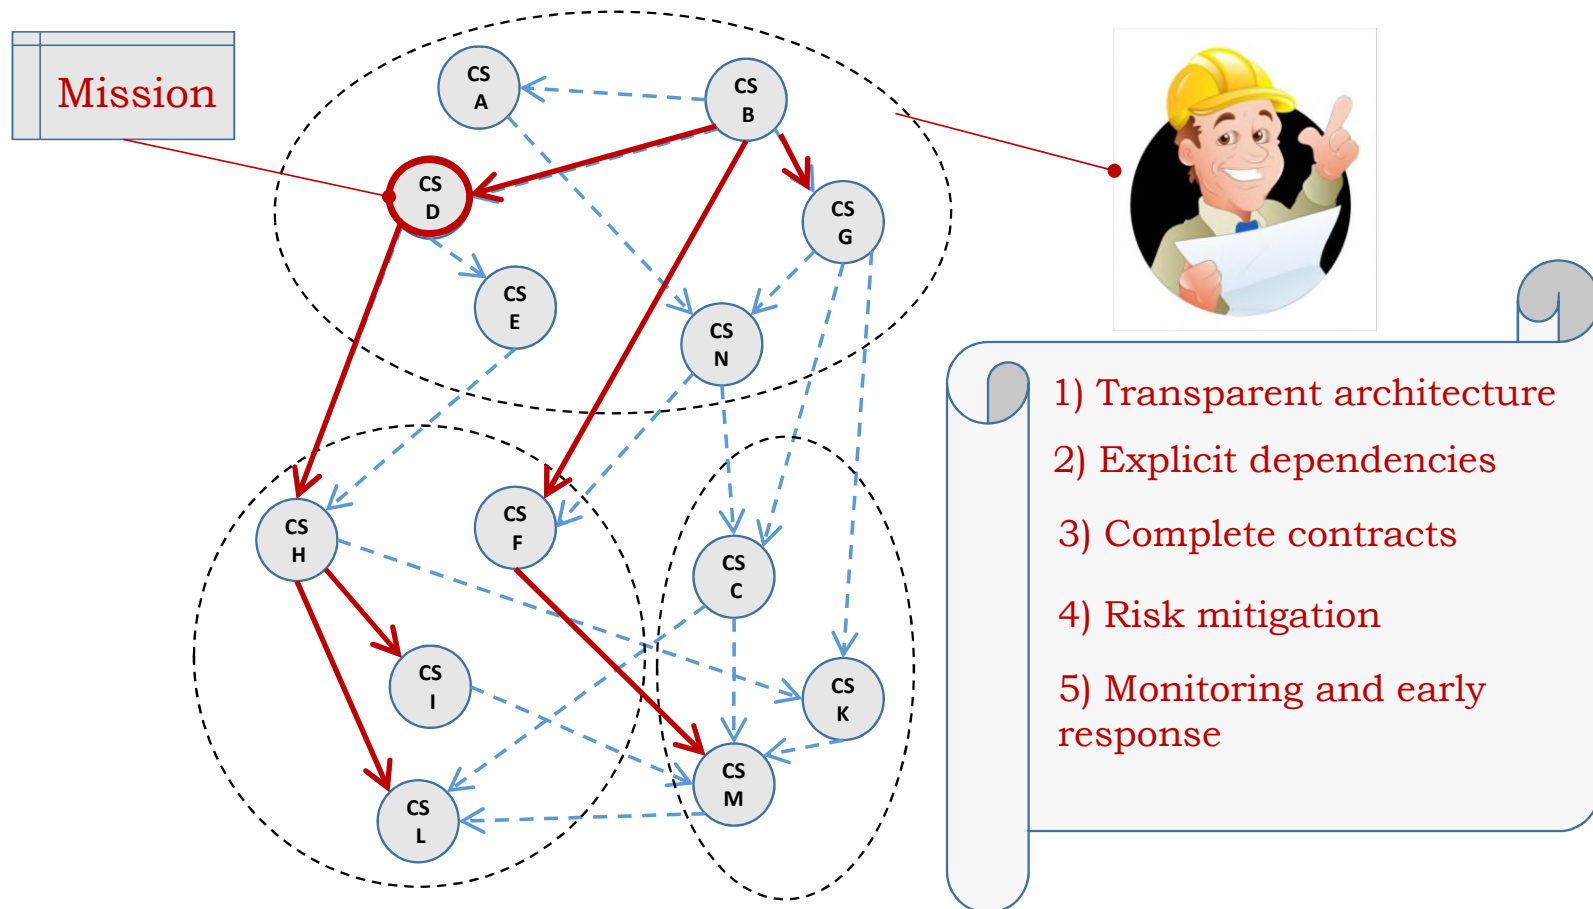 Mission
CS
A
CS
B
CS
D
CS
G
CS
E
CS
N
CS
H
CS
F
CS
C
CS
I
CS
K
CS
L
CS
M
1) Transparent architecture
2) Explicit dependencies
3) Complete contracts
4) Risk mitigation
5) Monitoring and early
response